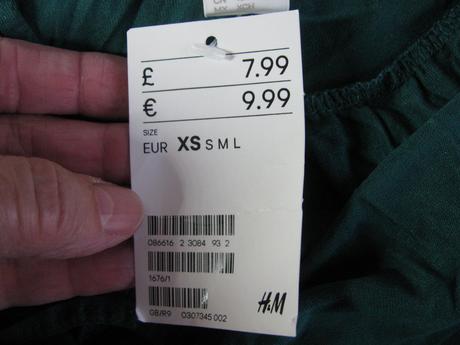 £ 7.99
€ 9.99
SIZE
EUR XS S M L
086616 2 3084 93 2
1676/1
GB/R9 0307345 002
H&M